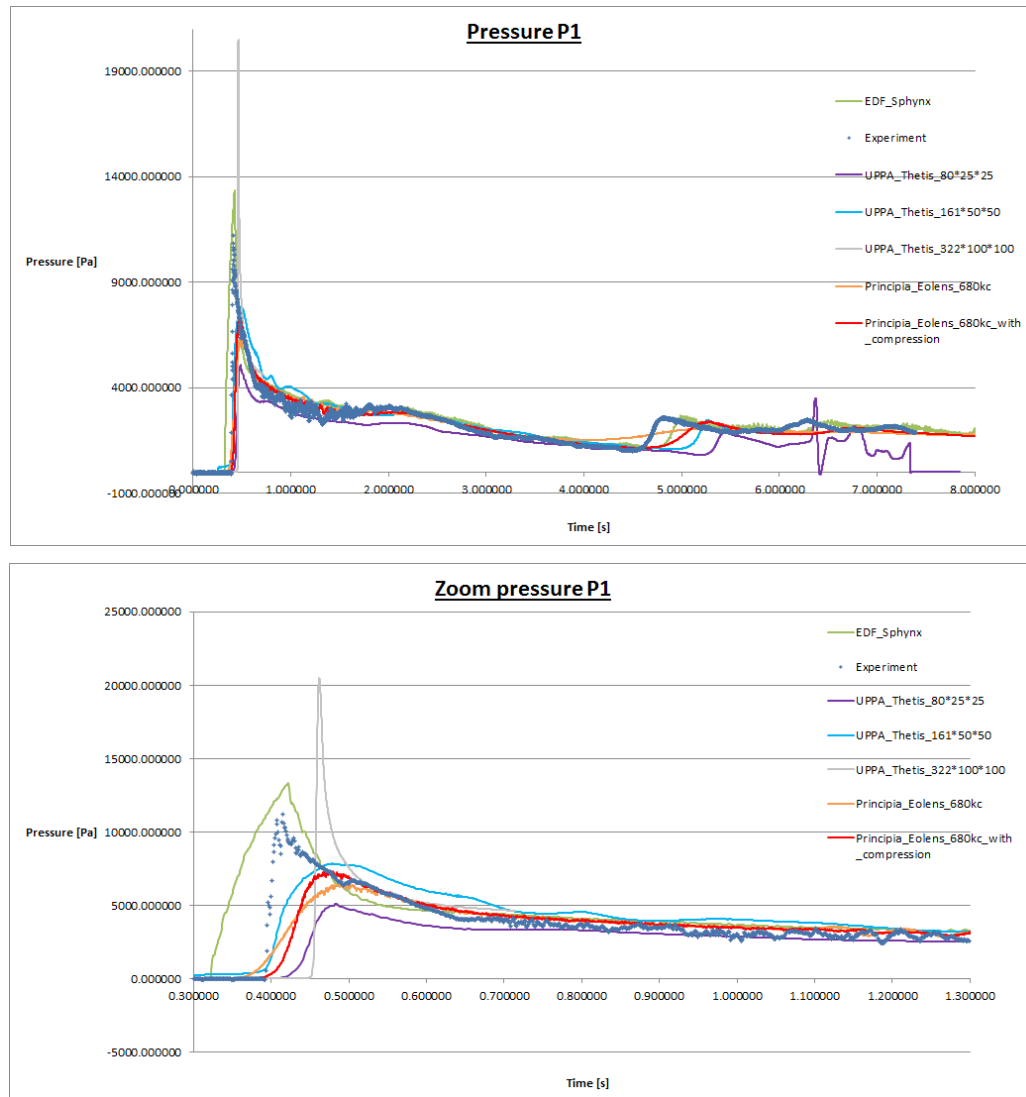 Pressure P1
19000.000000
14000.000000
9000.000000
4000.000000
-1000.000000
Pressure [Pa]
EDF_Sphynx
Experiment
UPPA_Thetis_80*25*25
UPPA_Thetis_161*50*50
UPPA_Thetis_322*100*100
Principia_Eolens_680kc
Principia_Eolens_680kc_with
_compression
0.000000 1.000000 2.000000 3.000000 4.000000 5.000000 6.000000 7.000000 8.000000
Time [s]
Zoom pressure P1
25000.000000
20000.000000
15000.000000
10000.000000
5000.000000
0.000000
-5000.000000
Pressure [Pa]
EDF_Sphynx
Experiment
UPPA_Thetis_80*25*25
UPPA_Thetis_161*50*50
UPPA_Thetis_322*100*100
Principia_Eolens_680kc
Principia_Eolens_680kc_with
_compression
0.300000 0.400000 0.500000 0.600000 0.700000 0.800000 0.900000 1.000000 1.100000 1.200000 1.300000
Time [s]